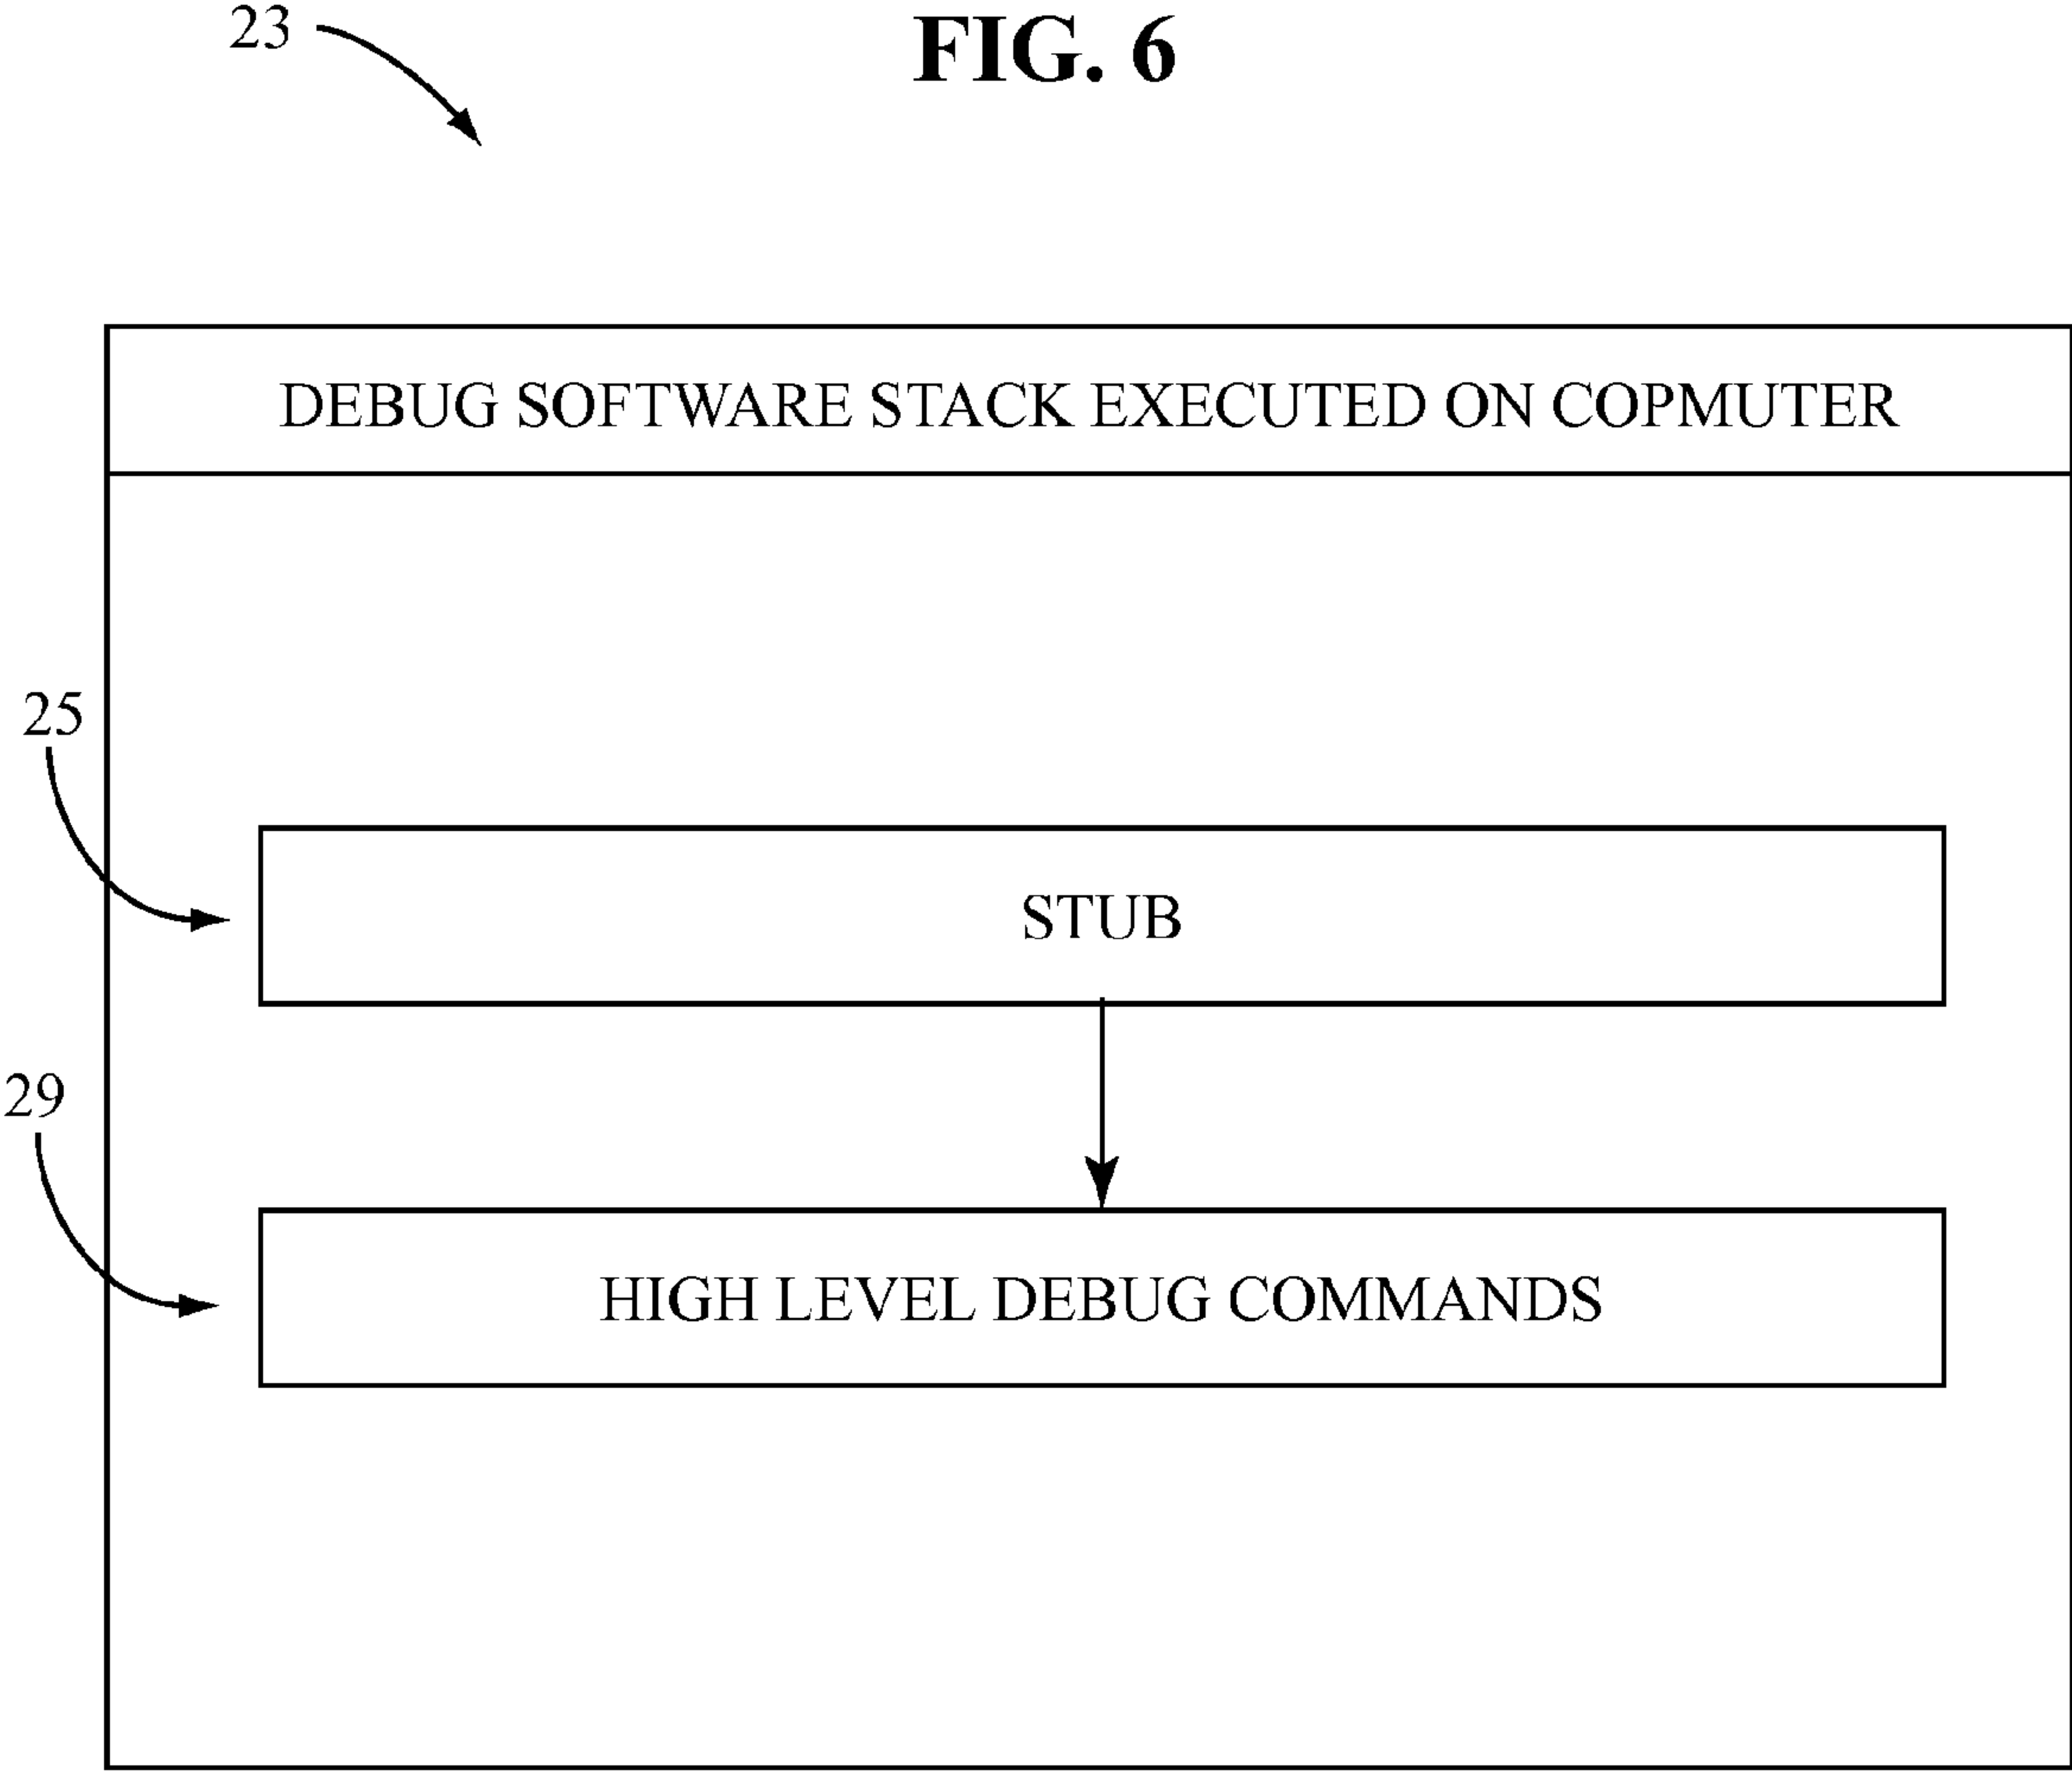 23
FIG. 6
DEBUG SOFTWARE STACK EXECUTED ON COPMUTER
25
STUB
29
HIGH LEVEL DEBUG COMMANDS